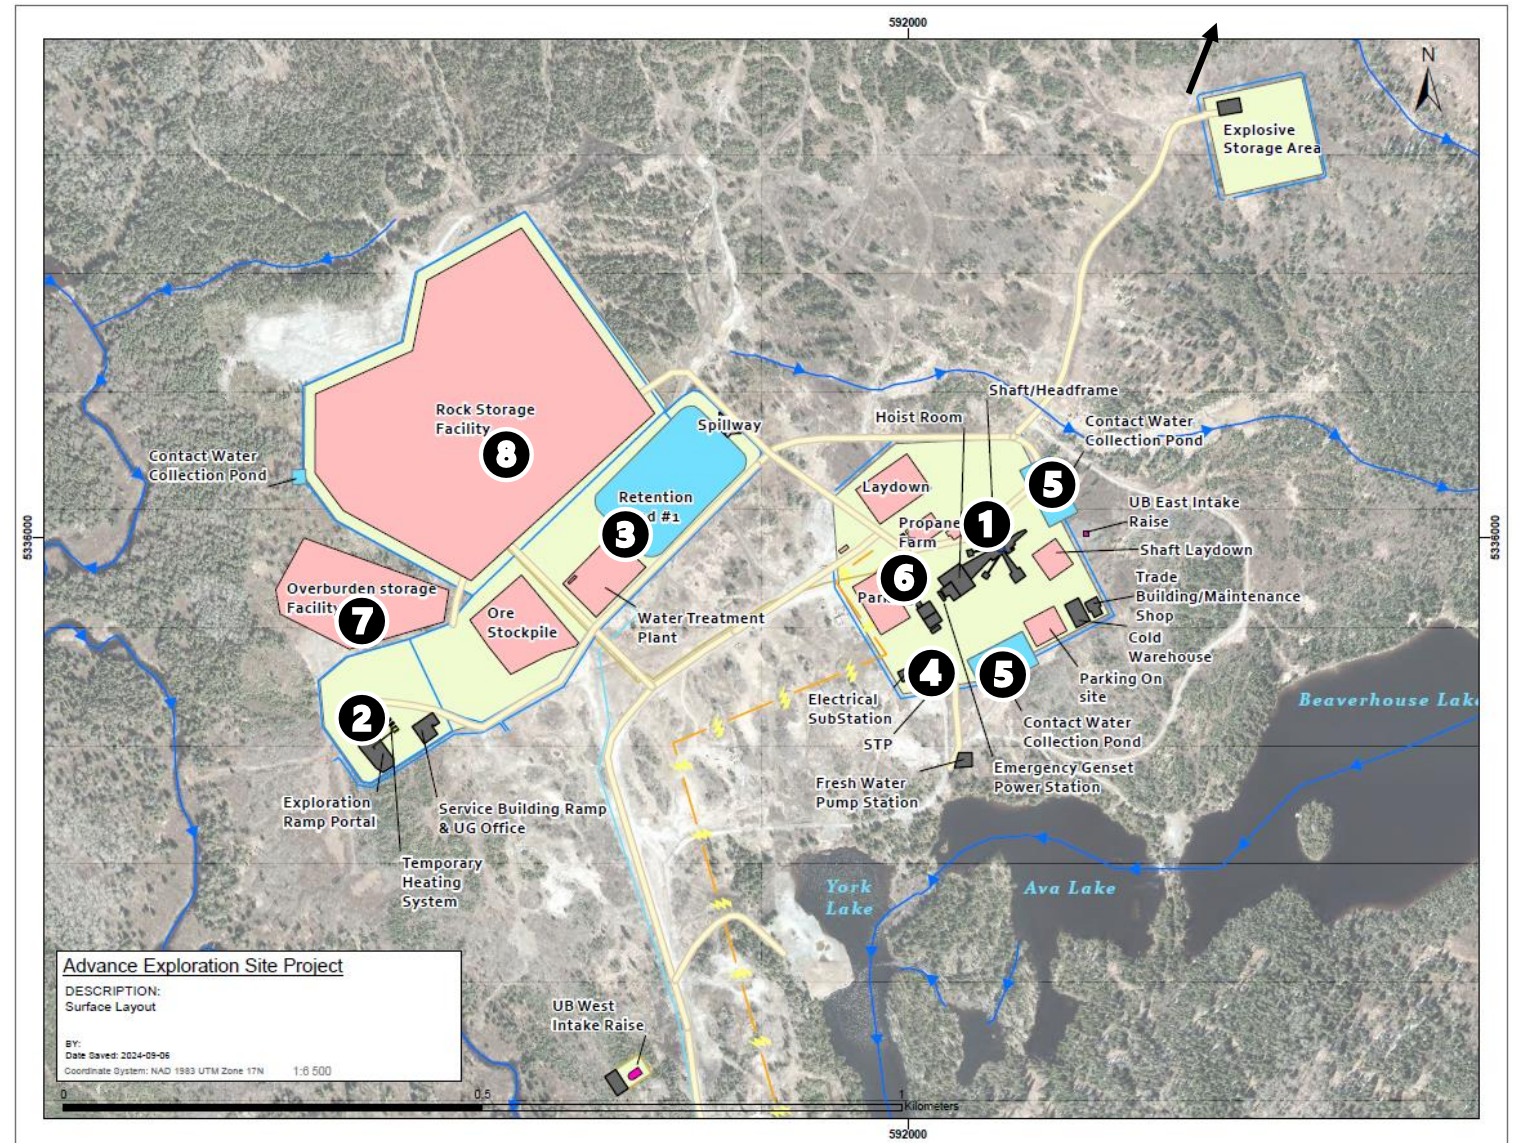 592000
N
Explosive
Storage Area
Shaft/Headframe
Hoist Room
Contact Water
Collection Pond
Rock Storage
Facility
8
Spillway
Contact Water
Collection Pond
Laydown
5
Retention
d #1
3
UB East Intake
Raise
Propane
Farm
1
5336000
5336000
Shaft Laydown
Overburden storage
Facility
7
Ore
Stockpile
6
Par
Trade
Building/Maintenance
Shop
Water Treatment
Plant
Cold
Warehouse
4
5
Parking On
site
2
Electrical
SubStation
STP
Contact Water
Collection Pond
Beaverhouse Lake
Fresh Water
Pump Station
Emergency Genset
Power Station
Exploration
Ramp Portal
Service Building Ramp
& UG Office
Temporary
Heating
System
York
Lake
Ava Lake
Advance Exploration Site Project
DESCRIPTION:
Surface Layout
BY:
Date Saved: 2024-09-06
Coordinate System: NAD 1983 UTM Zone 17N
1:6 500
UB West
Intake Raise
0
0.5
1
Kilometers
592000